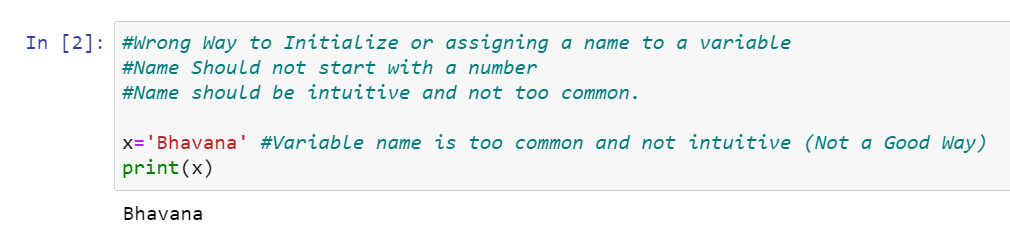 In [2]: #Wrong Way to Initialize or assigning a name to a variable
#Name Should not start with a number
#Name should be intuitive and not too common.
x='Bhavana' #Variable name is too common and not intuitive (Not a Good Way)
print(x)
Bhavana